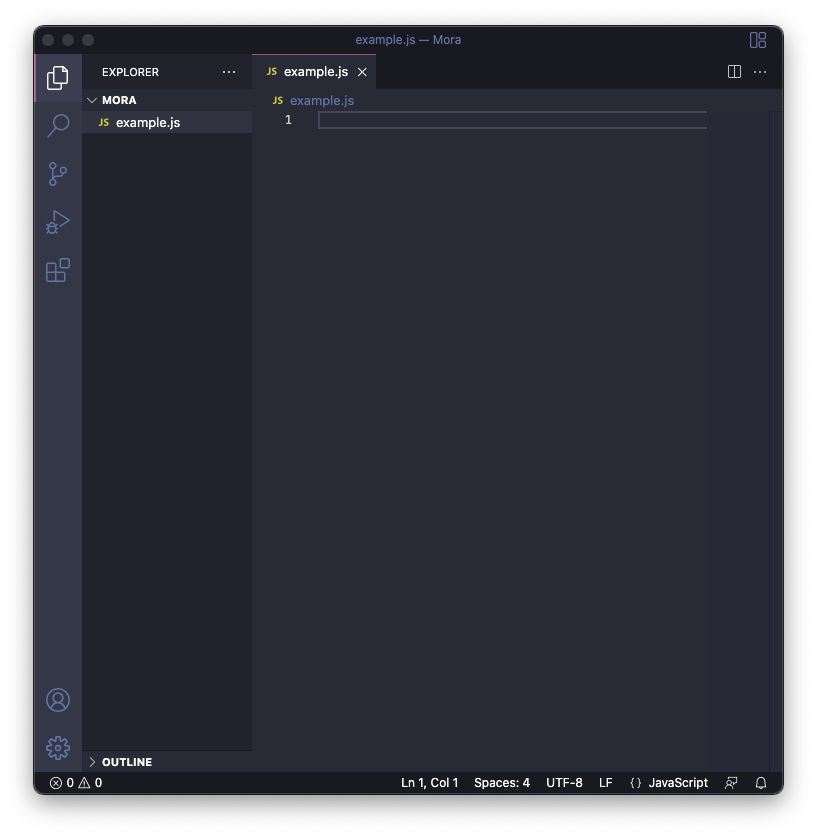 example.js — Mora
EXPLORER
JS example.js
MORA
JS example.js
JS example.js
1
OUTLINE
0 0
Ln 1, Col 1 Spaces: 4 UTF-8 LF {} JavaScript